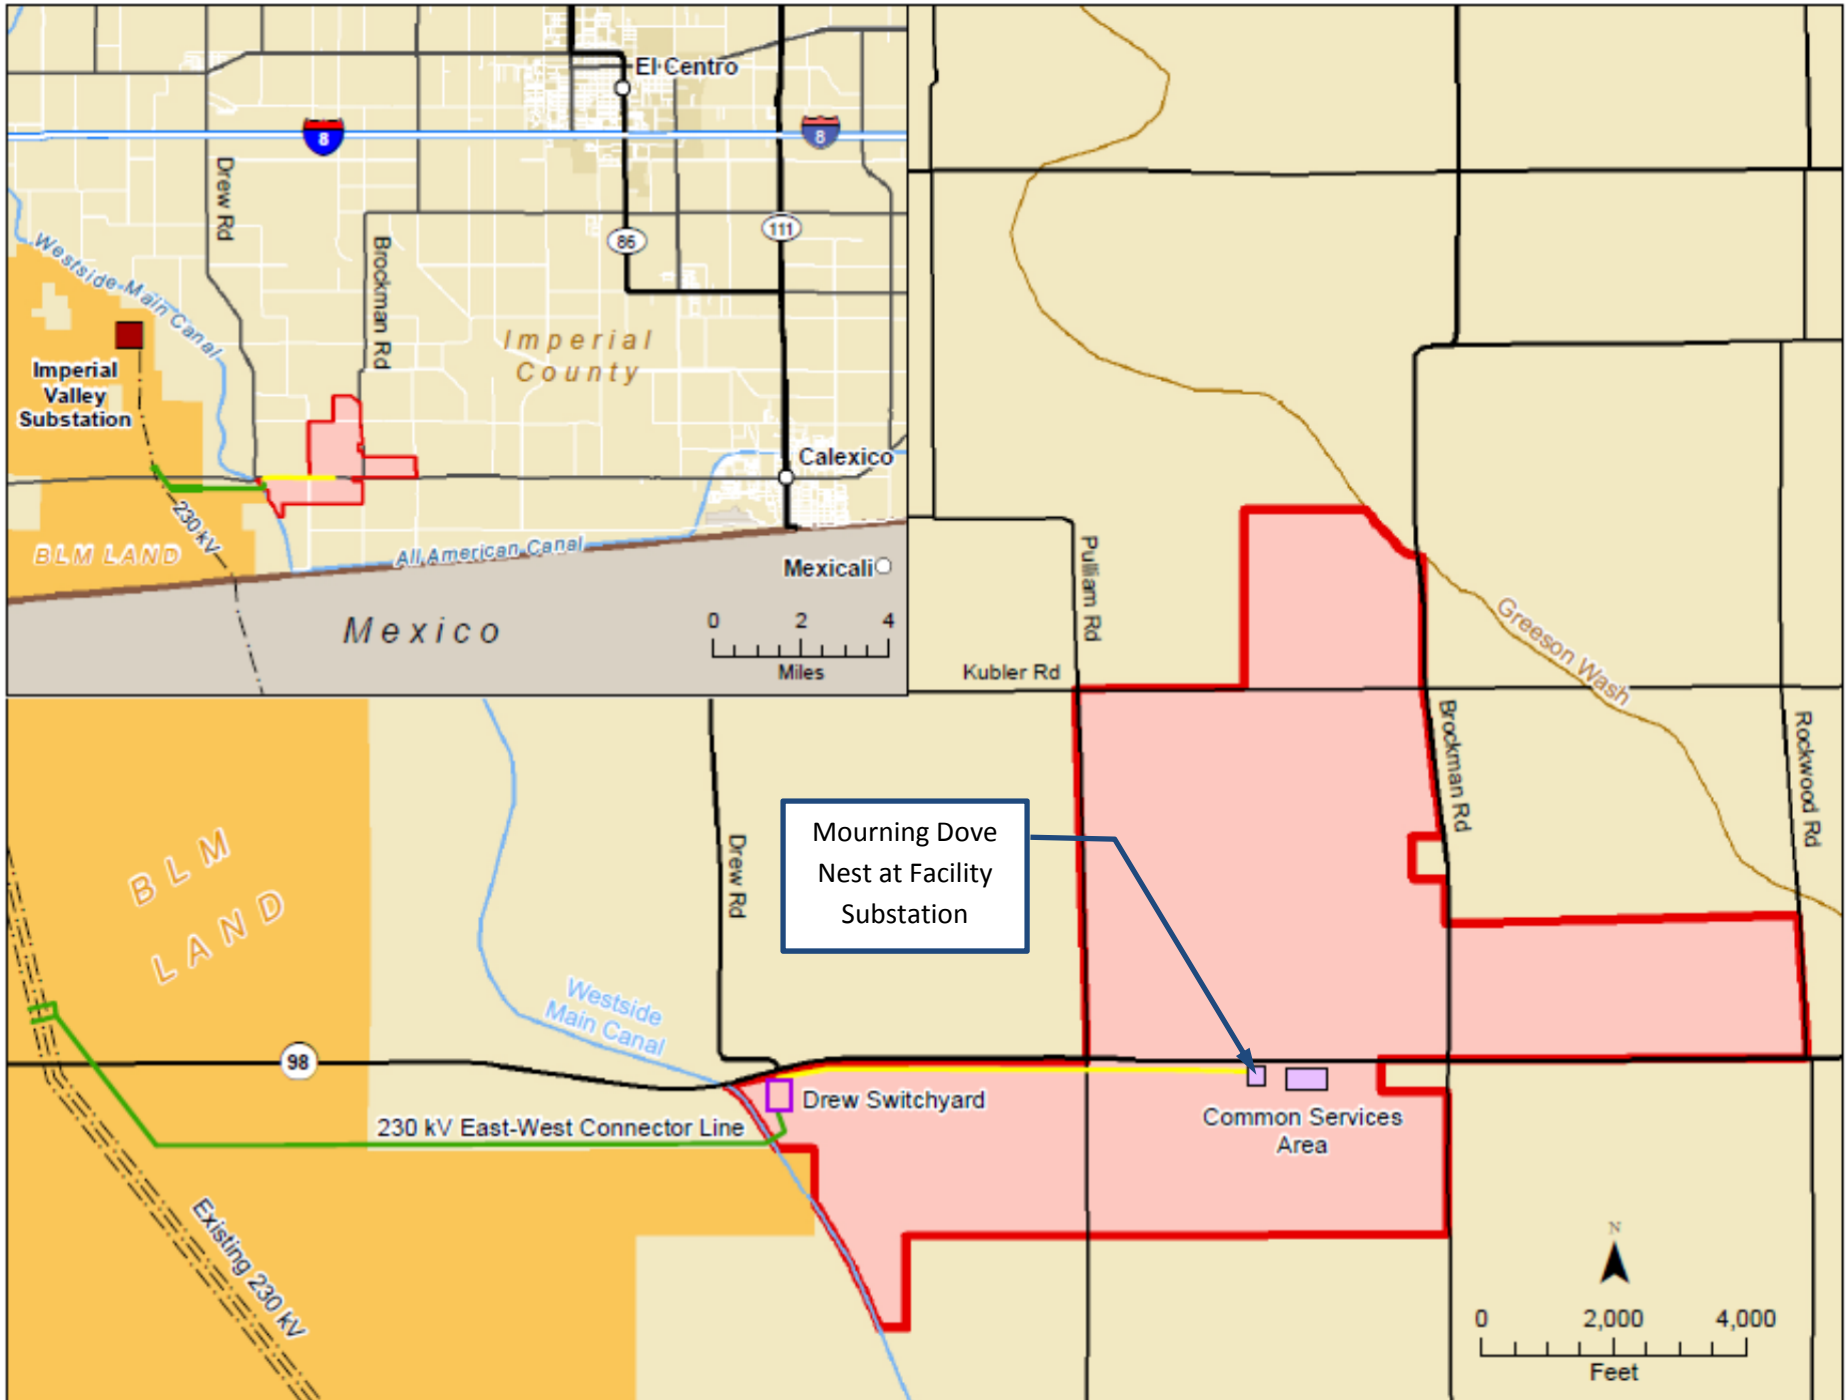 El Centro
8
8
Drew Rd
Westside-Main Canal
Brockman Rd
86
111
Imperial
County
Imperial
Valley
Substation
Calexico
230 kV
BLM LAND
All American Canal
Mexicali
Mexico
0 2 4
Miles
Pulliam Rd
Kubler Rd
Greeson Wash
Brockman Rd
Rockwood Rd
BLM
LAND
Drew Rd
Mourning Dove
Nest at Facility
Substation
Westside
Main Canal
98
Drew Switchyard
230 kV East-West Connector Line
Common Services
Area
Existing 230 kV
N
0 2,000 4,000
Feet